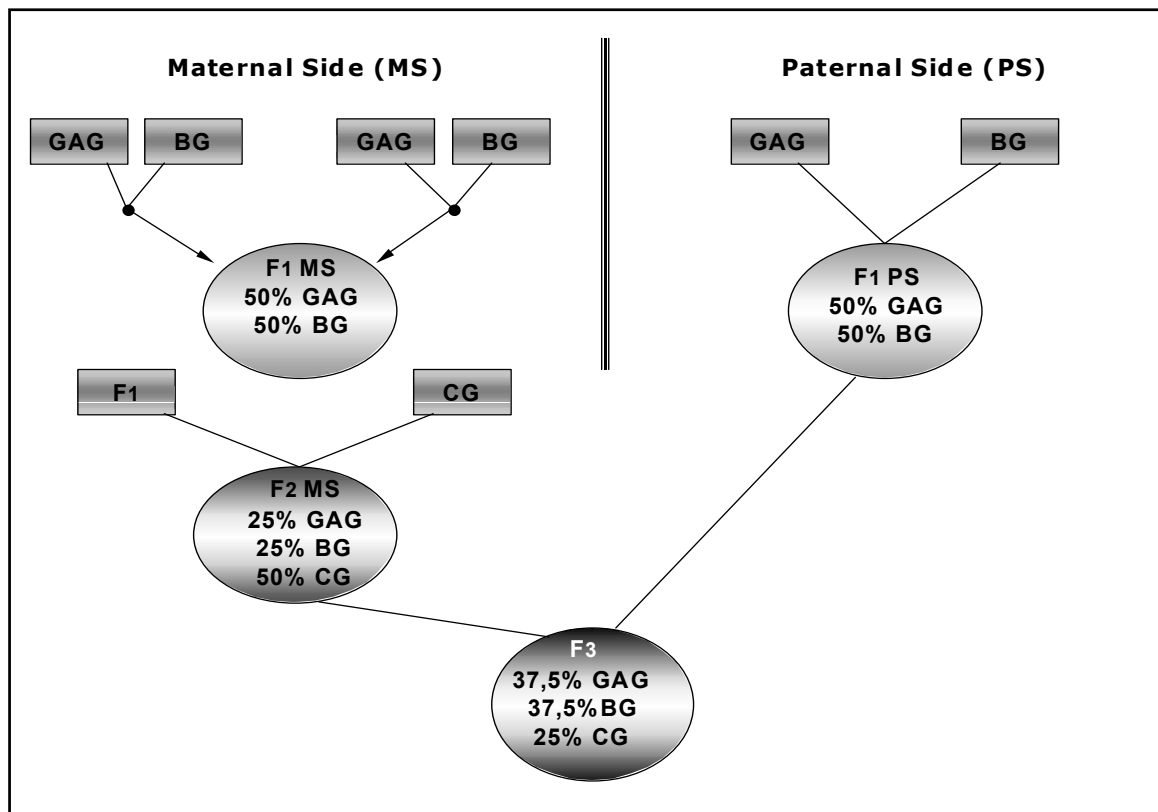 Maternal Side (MS)
Paternal Side (PS)
GAG
BG
GAG
BG
GAG
BG
F1 MS
50% GAG
50% BG
F1 PS
50% GAG
50% BG
F1
CG
F2 MS
25% GAG
25% BG
50% CG
F3
37,5% GAG
37,5%BG
25% CG